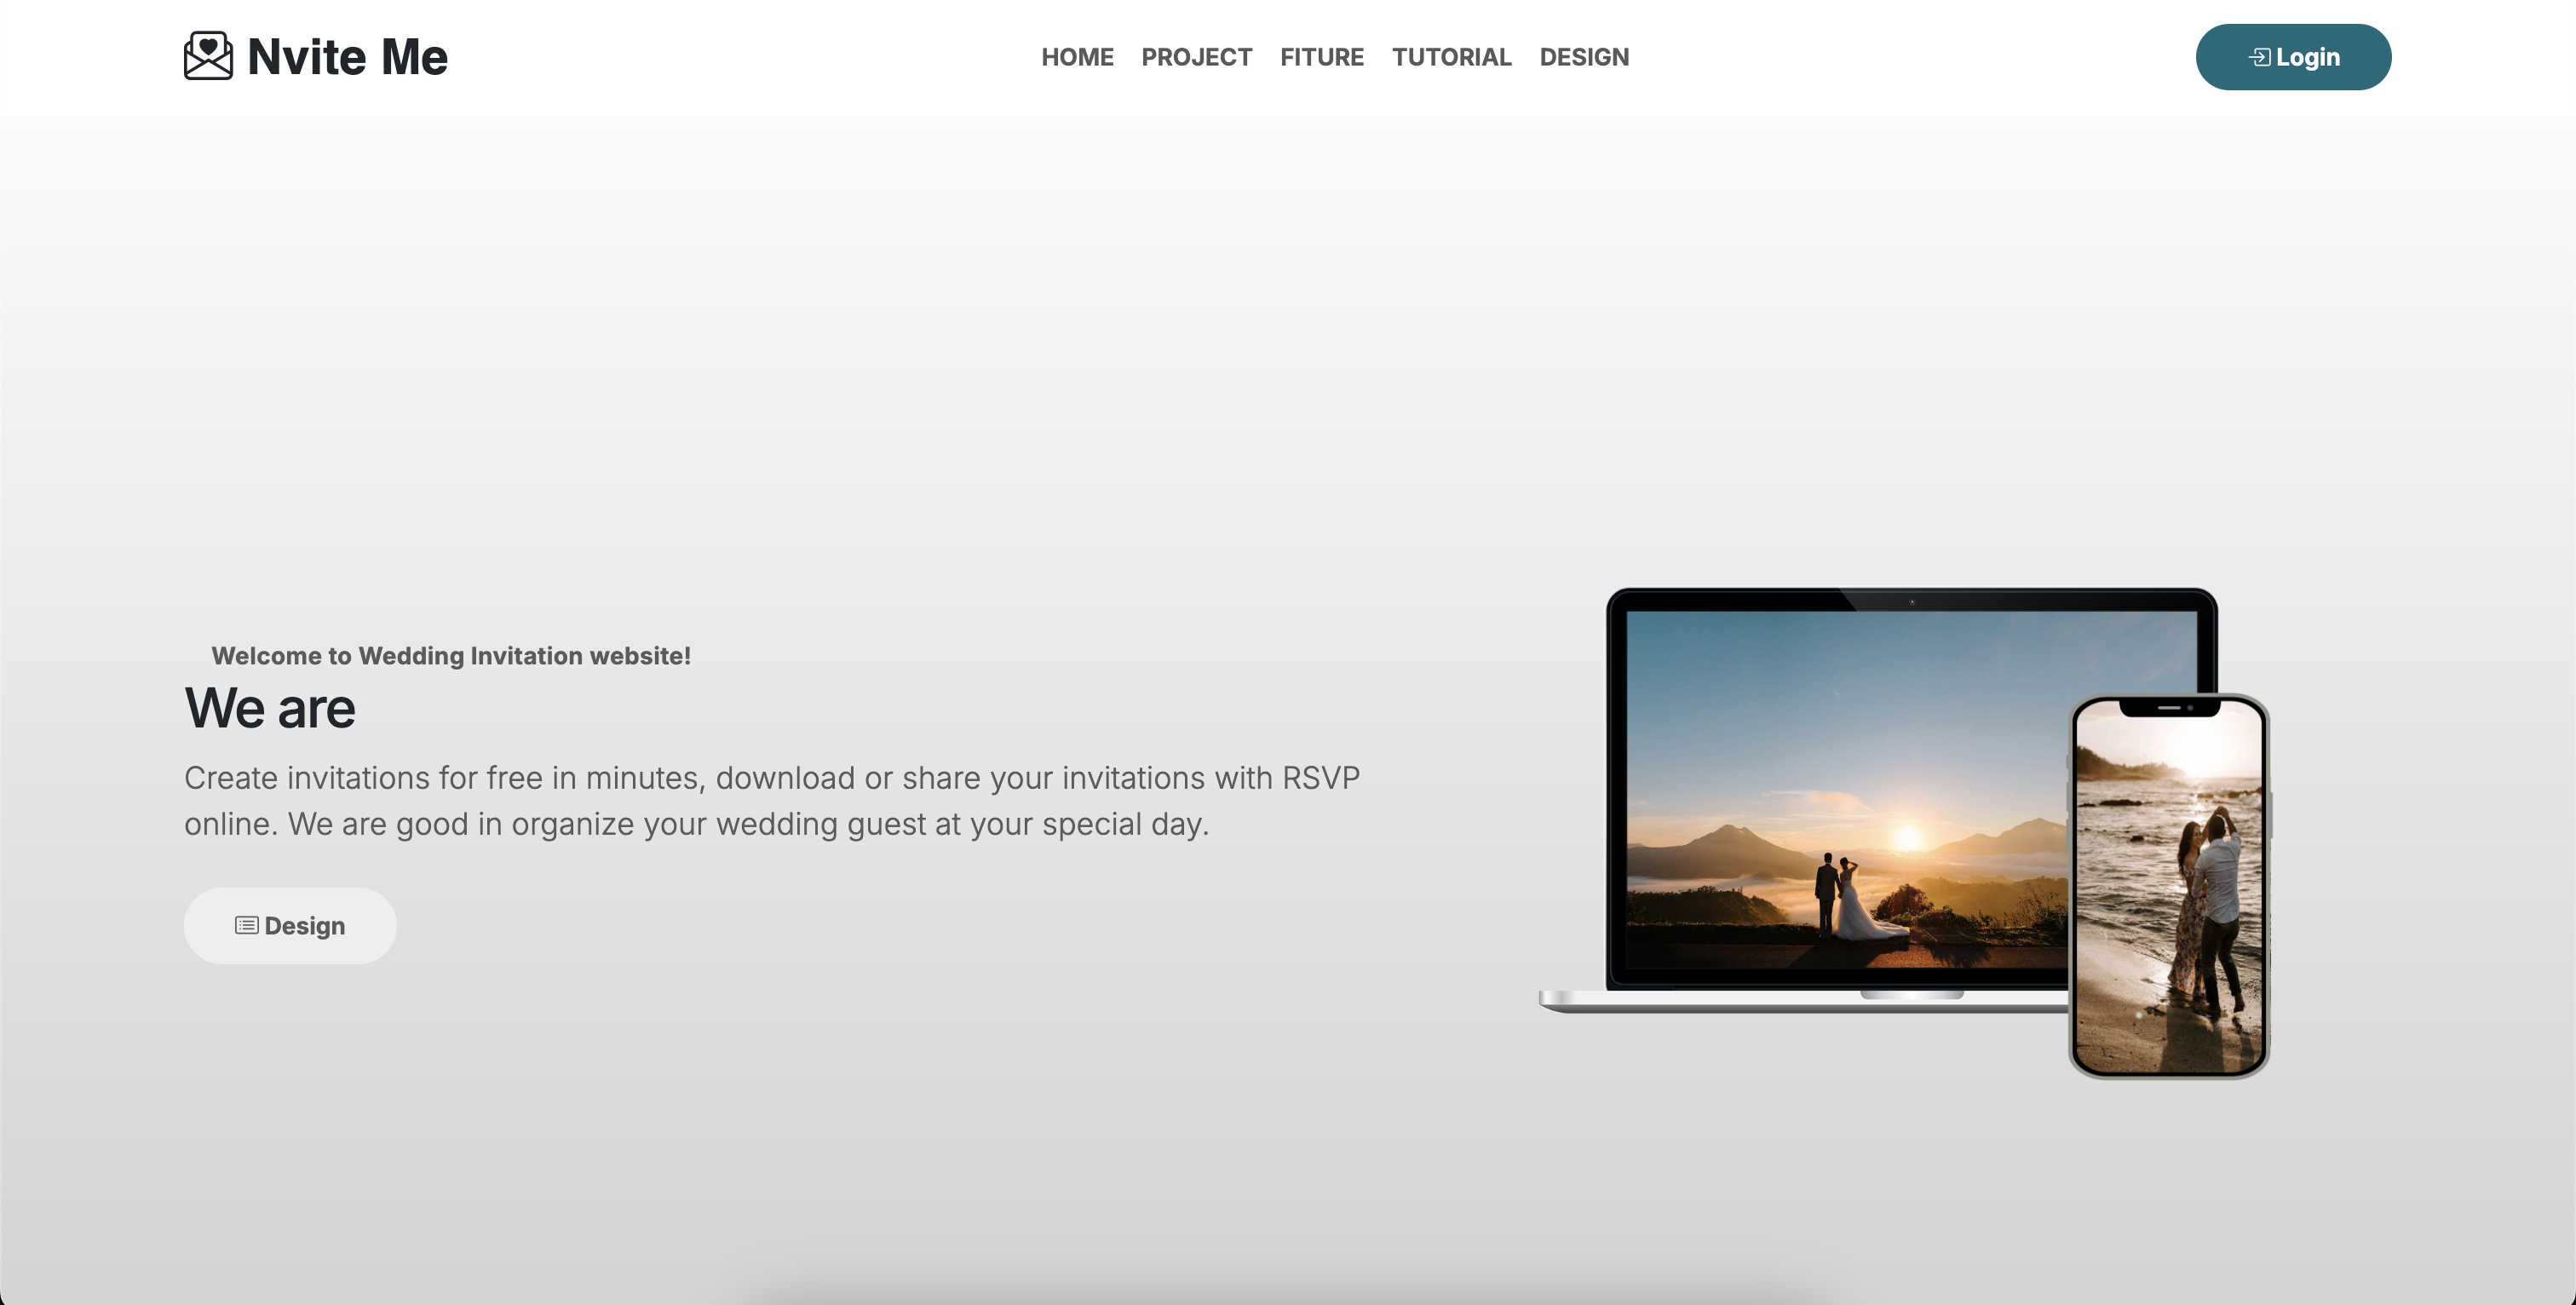 Nvite Me
HOME PROJECT FITURE TUTORIAL DESIGN
Login
Welcome to Wedding Invitation website!
We are
Create invitations for free in minutes, download or share your invitations with RSVP
online. We are good in organize your wedding guest at your special day.
Design